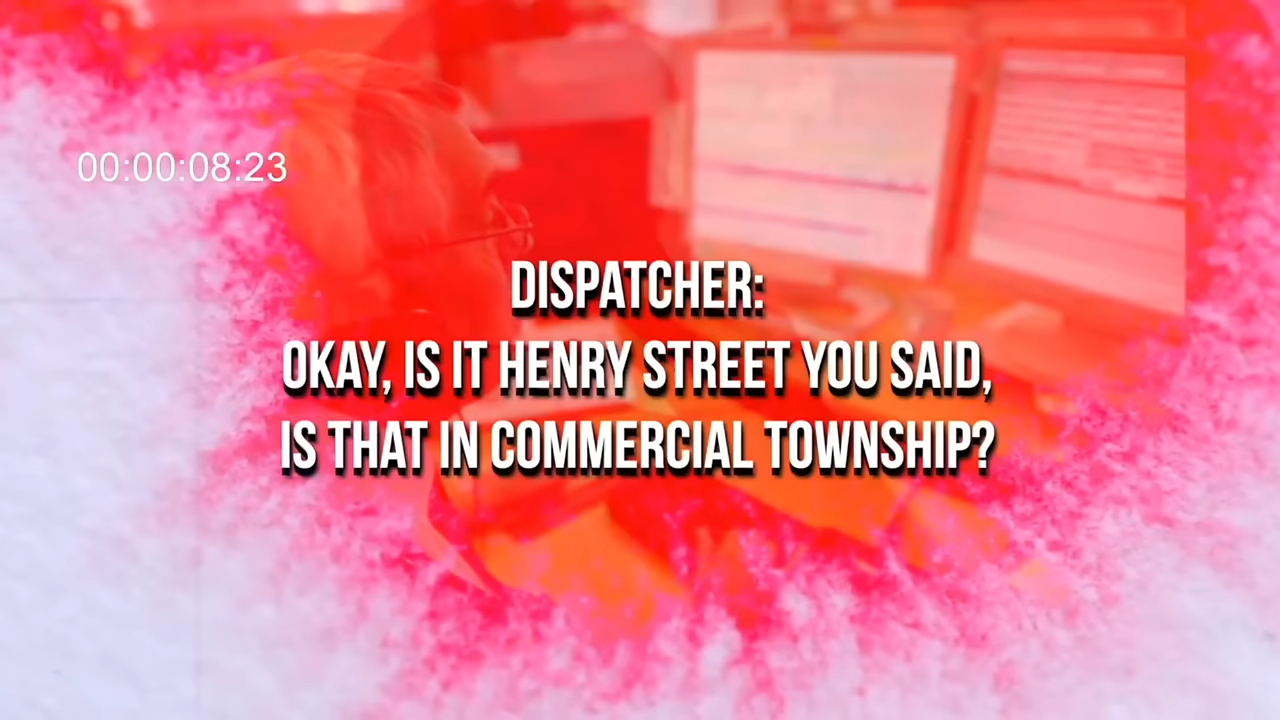 00:00:08:23
DISPATCHER:
OKAY, IS IT HENRY STREET YOU SAID,
IS THAT IN COMMERCIAL TOWNSHIP?